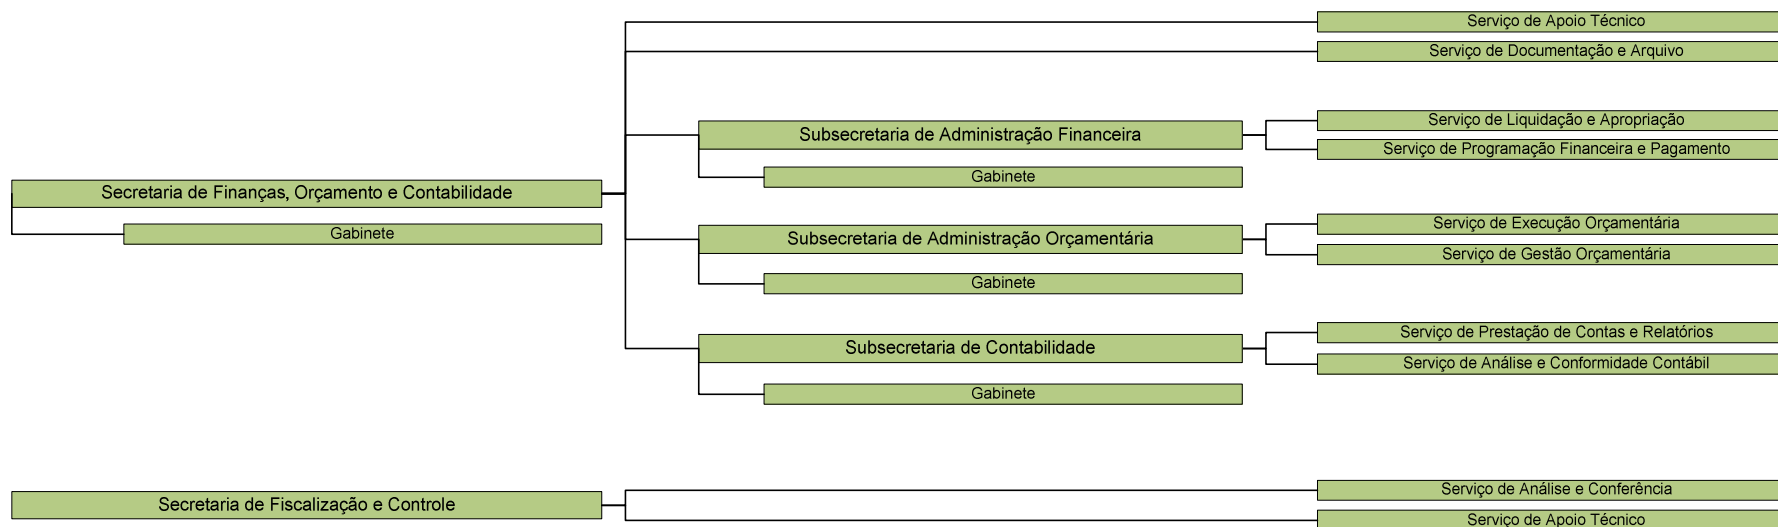 Serviço de Apoio Técnico
Serviço de Documentação e Arquivo
Serviço de Liquidação e Apropriação
Subsecretaria de Administração Financeira
Serviço de Programação Financeira e Pagamento
Gabinete
Secretaria de Finanças, Orçamento e Contabilidade
Gabinete
Serviço de Execução Orçamentária
Subsecretaria de Administração Orçamentária
Serviço de Gestão Orçamentária
Gabinete
Serviço de Prestação de Contas e Relatórios
Subsecretaria de Contabilidade
Serviço de Análise e Conformidade Contábil
Gabinete
Serviço de Análise e Conferência
Secretaria de Fiscalização e Controle
Serviço de Apoio Técnico